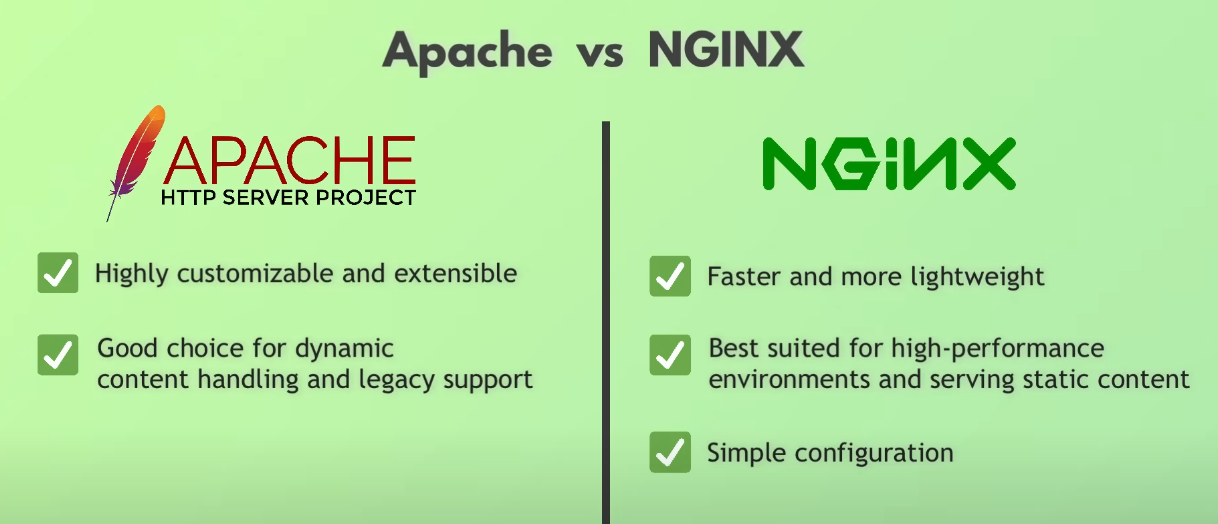 Apache vs NGINX
APACHE
HTTP SERVER PROJECT
Highly customizable and extensible
Good choice for dynamic
content handling and legacy support
NGINX
Faster and more lightweight
Best suited for high-performance
environments and serving static content
Simple configuration